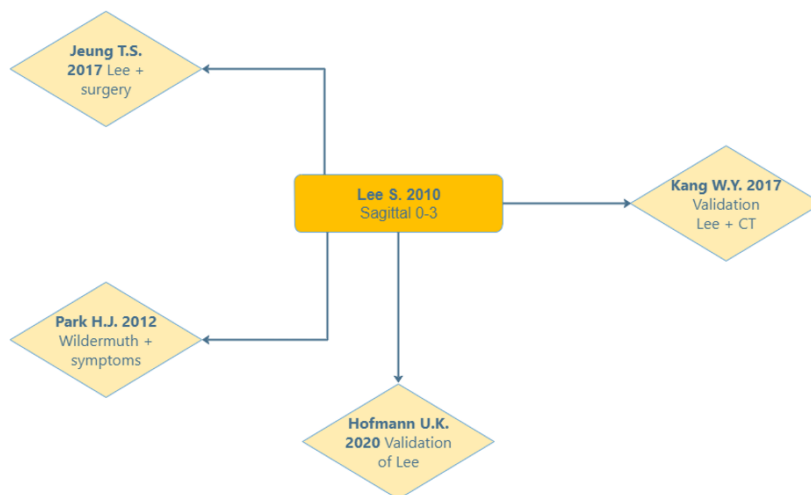 Jeung T.S.
2017 Lee +
surgery
Lee S. 2010
Sagittal 0-3
Kang W.Y. 2017
Validation
Lee + CT
Park H.J. 2012
Wildermuth +
symptoms
Hofmann U.K.
2020 Validation
of Lee